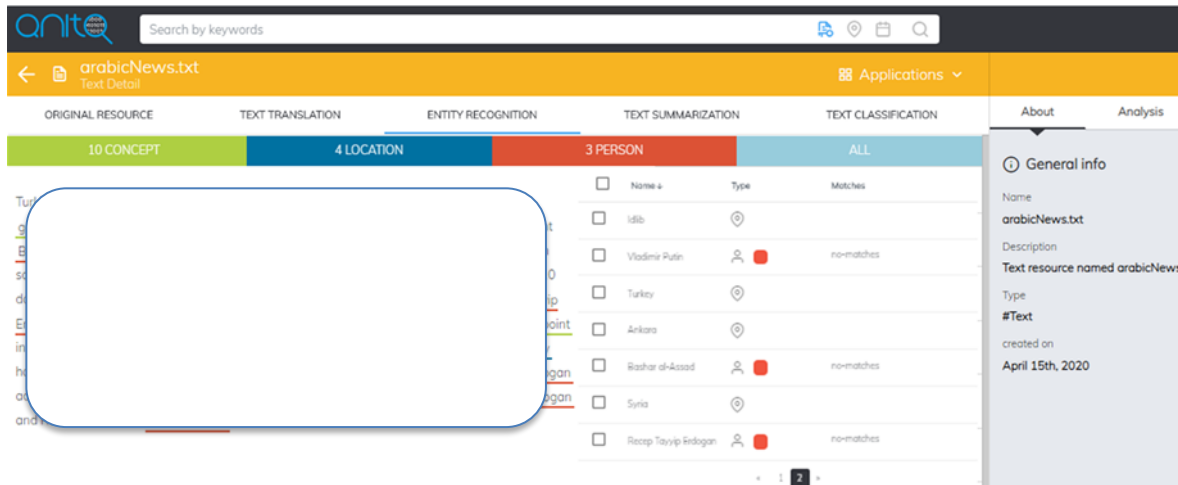 QNITQ
Search by keywords
arabicNews.txt
Text Detail
Applications
ORIGINAL RESOURCE TEXT TRANSLATION ENTITY RECOGNITION TEXT SUMMARIZATION TEXT CLASSIFICATION About Analysis
10 CONCEPT 4 LOCATION 3 PERSON ALL
General info
Name Type Matches
Name
Idlib
arabicNews.txt
Vladimir Putin no-matches
Description
Text resource named arabicNews
Turkey
Type
#Text
Ankara
created on
Bashar al-Assad no-matches
April 15th, 2020
Syria
and
Recep Tayyip Erdogan no-matches
« 1 2 »